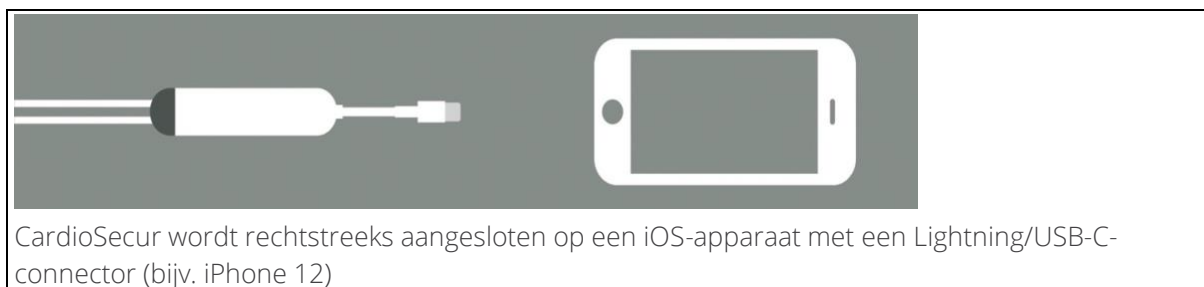 CardioSecur wordt rechtstreeks aangesloten op een iOS-apparaat met een Lightning/USB-C-
connector (bijv. iPhone 12)